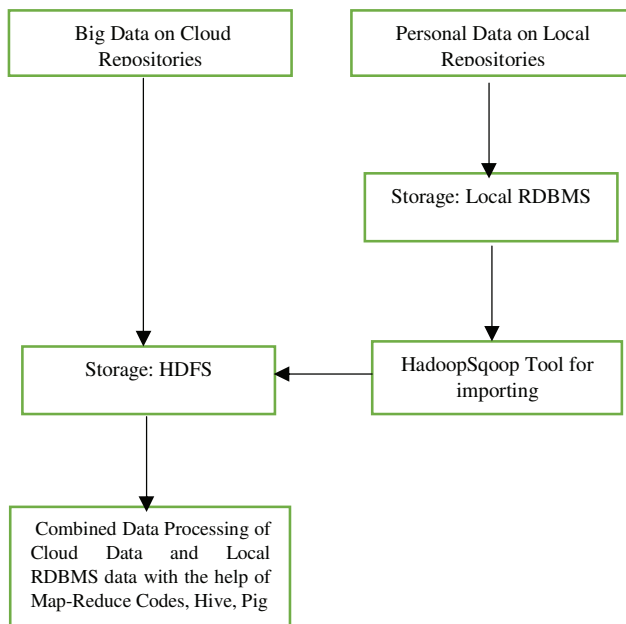 Big Data on Cloud
Repositories
Personal Data on Local
Repositories
Storage: Local RDBMS
Storage: HDFS
HadoopSqoop Tool for
importing
Combined Data Processing of
Cloud Data and Local
RDBMS data with the help of
Map-Reduce Codes, Hive, Pig